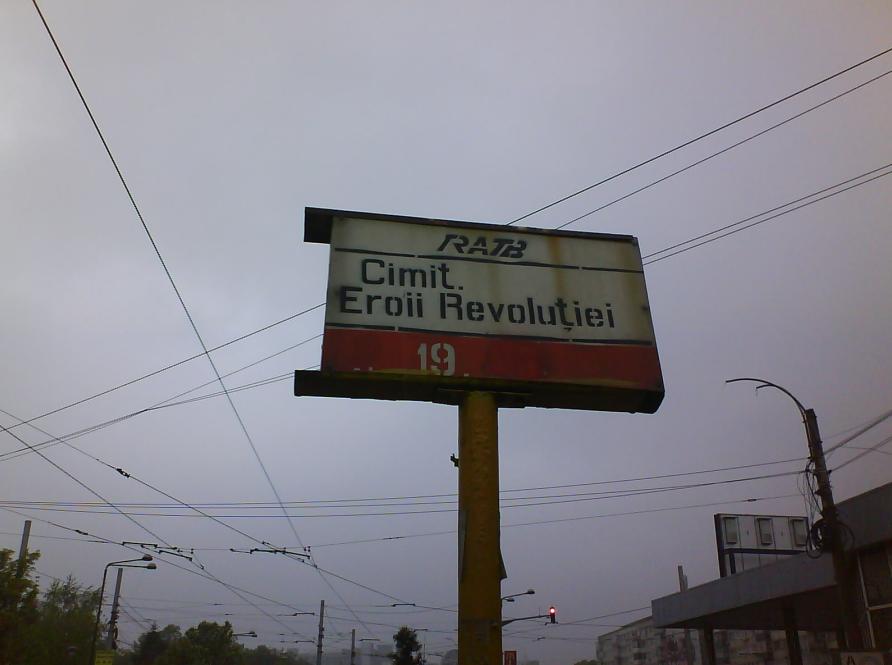 RATB
Cimit.
Eroii Revoluției
19